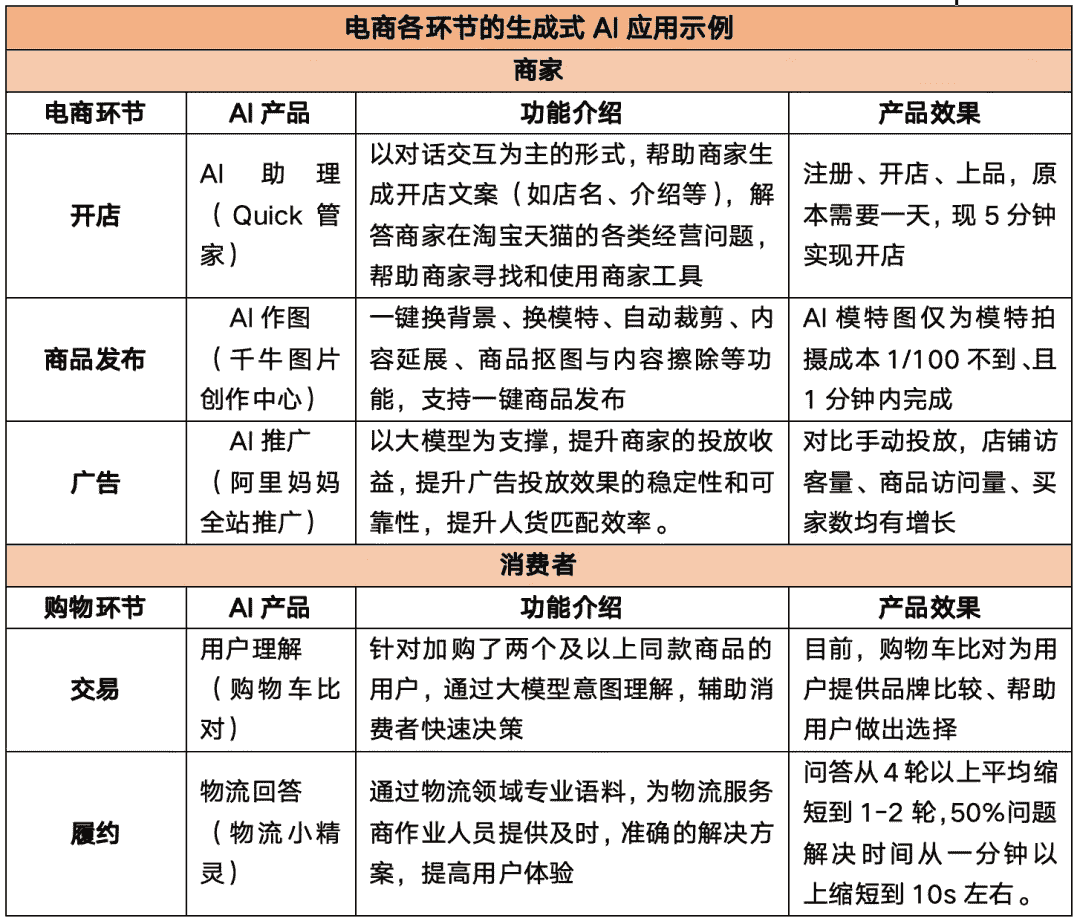 电商各环节的生成式 AI 应用示例
商家
电商环节
AI 产品
功能介绍
产品效果
开店
AI 助理
（Quick 管
家）
以对话交互为主的形式，帮助商家生
成开店文案（如店名、介绍等），解
答商家在淘宝天猫的各类经营问题，
帮助商家寻找和使用商家工具
注册、开店、上品，原
本需要一天，现 5 分钟
实现开店
商品发布
AI 作图
（千牛图片
创作中心）
一键换背景、换模特、自动裁剪、内
容延展、商品抠图与内容擦除等功
能，支持一键商品发布
AI 模特图仅为模特拍
摄成本 1/100 不到、且
1 分钟内完成
广告
AI 推广
（阿里妈妈
全站推广）
以大模型为支撑，提升商家的投放收
益，提升广告投放效果的稳定性和可
靠性，提升人货匹配效率。
对比手动投放，店铺访
客量、商品访问量、买
家数均有增长
消费者
购物环节
AI 产品
功能介绍
产品效果
交易
用户理解
（购物车比
对）
针对加购了两个及以上同款商品的
用户，通过大模型意图理解，辅助消
费者快速决策
目前，购物车比对为用
户提供品牌比较、帮助
用户做出选择
履约
物流回答
（物流小精
灵）
通过物流领域专业语料，为物流服务
商作业人员提供及时，准确的解决方
案，提高用户体验
问答从 4 轮以上平均缩
短到 1-2 轮，50%问题
解决时间从一分钟以
上缩短到 10s 左右。